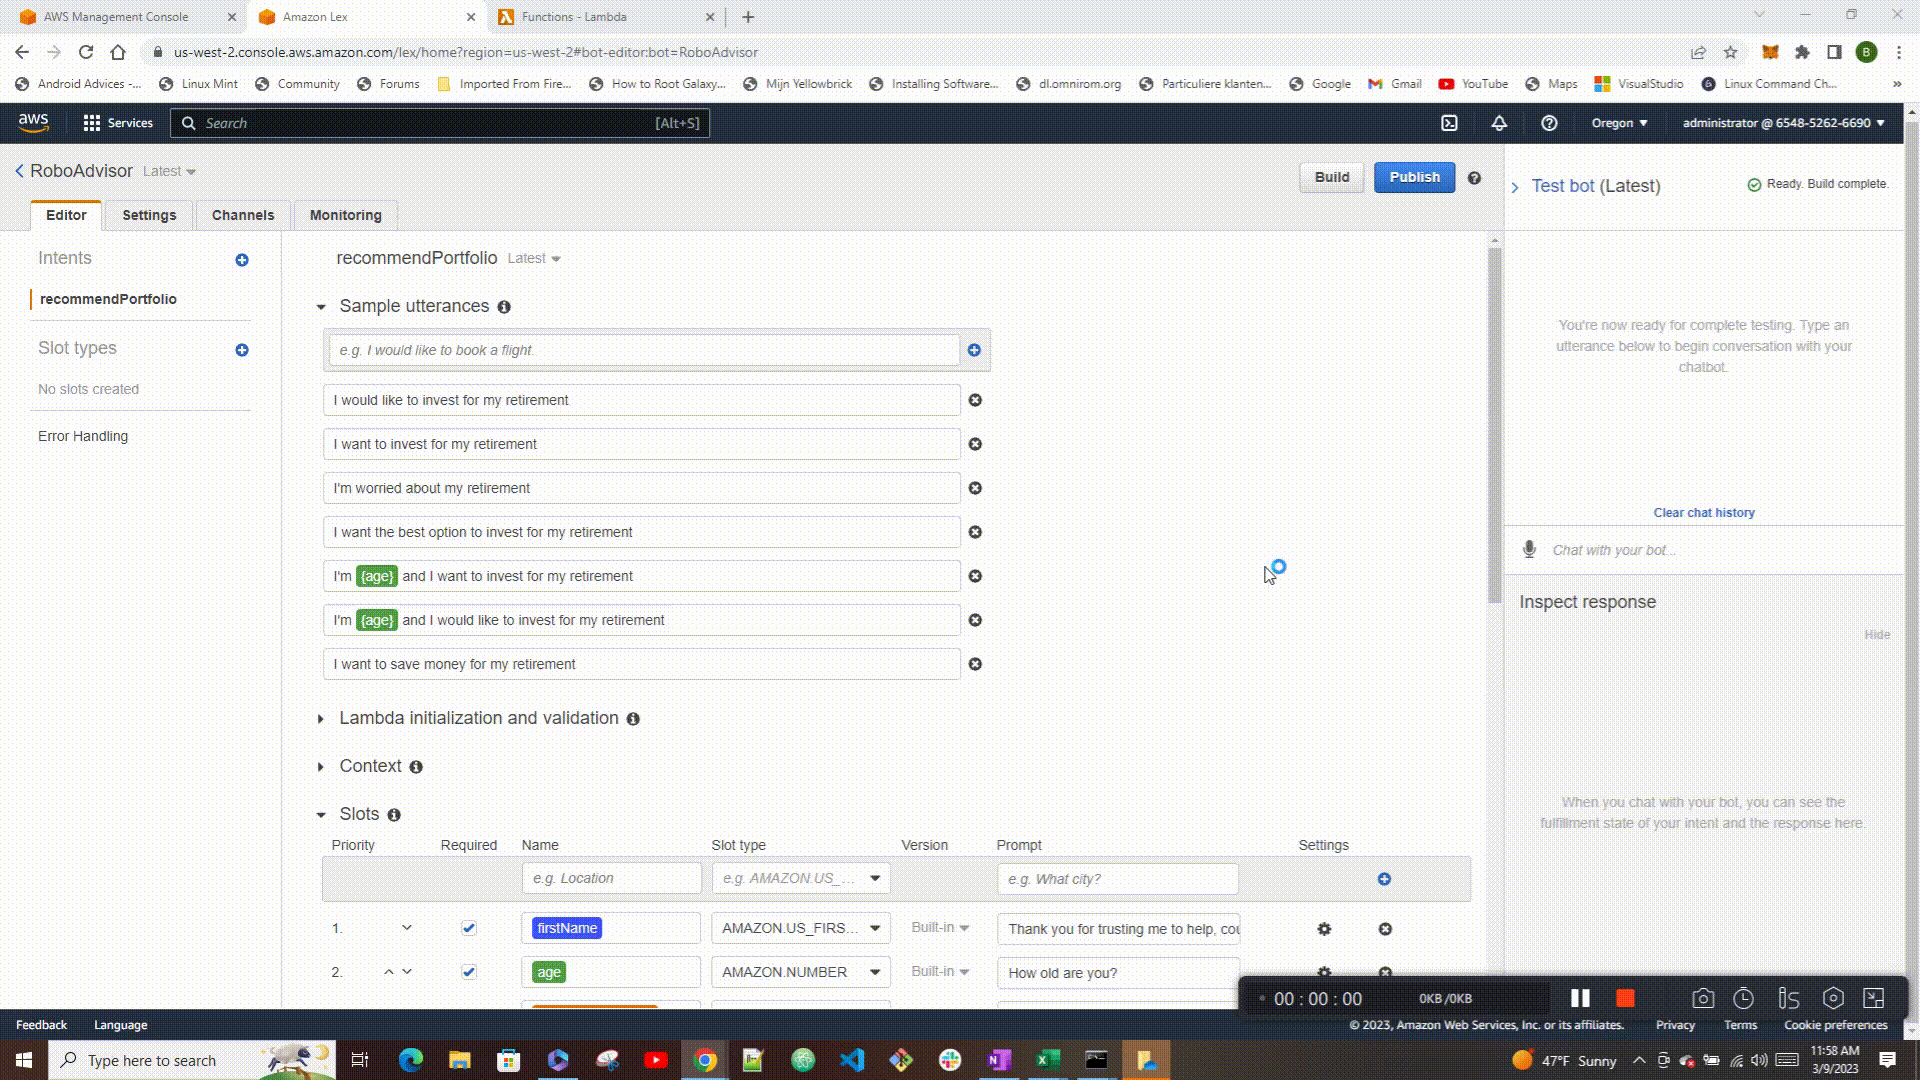 AWS Management Console
Amazon Lex
Functions - Lambda
us-west-2.console.aws.amazon.com/lex/home?region=us-west-2#bot-editor:bot=RoboAdvisor
B
Android Advices -...
Linux Mint
Community
Forums
Imported From Fire...
How to Root Galaxy...
Mijn Yellowbrick
Installing Software...
dl.omnirom.org
Particuliere klanten...
Google
Gmail
YouTube
Maps
VisualStudio
Linux Command Ch...
»
aws
Services
Search
[Alt+S]
Oregon
administrator @ 6548-5262-6690
RoboAdvisor Latest
Build
Publish
Editor
Settings
Channels
Monitoring
Test bot (Latest)
Ready. Build complete.
Intents
recommendPortfolio
Slot types
No slots created
Error Handling
recommendPortfolio Latest
Sample utterances
e.g. I would like to book a flight.
I would like to invest for my retirement
I want to invest for my retirement
I'm worried about my retirement
I want the best option to invest for my retirement
I'm {age} and I want to invest for my retirement
I'm {age} and I would like to invest for my retirement
I want to save money for my retirement
Lambda initialization and validation
Context
Slots
Priority Required Name Slot type Version Prompt Settings
e.g. Location e.g. AMAZON.US_... e.g. What city?
1. firstName AMAZON.US_FIRS... Built-in Thank you for trusting me to help, cou
2. age AMAZON.NUMBER Built-in How old are you?
You're now ready for complete testing. Type an
utterance below to begin conversation with your
chatbot.
Clear chat history
Chat with your bot...
Inspect response
Hide
When you chat with your bot, you can see the
fulfillment state of your intent and the response here.
00 : 00 : 00
0KB /0KB
Feedback
Language
© 2023, Amazon Web Services, Inc. or its affiliates.
Privacy
Terms
Cookie preferences
Type here to search
47°F Sunny
11:58 AM
3/9/2023